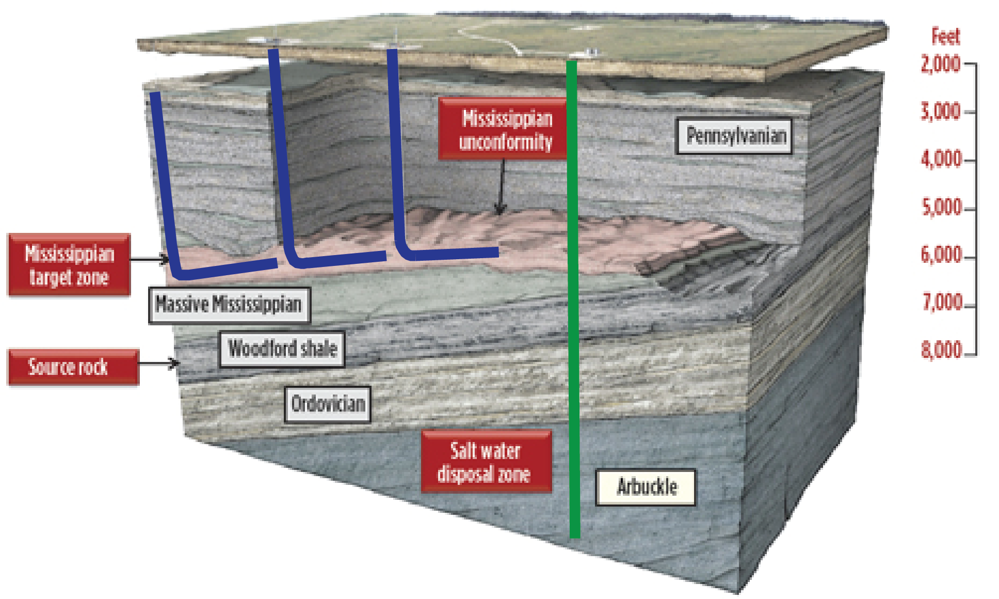 Feet
2,000
3,000
4,000
5,000
6,000
7,000
8,000
Mississippian
unconformity
Pennsylvanian
Mississippian
target zone
Massive Mississippian
Woodford shale
Source rock
Ordovician
Salt water
disposal zone
Arbuckle